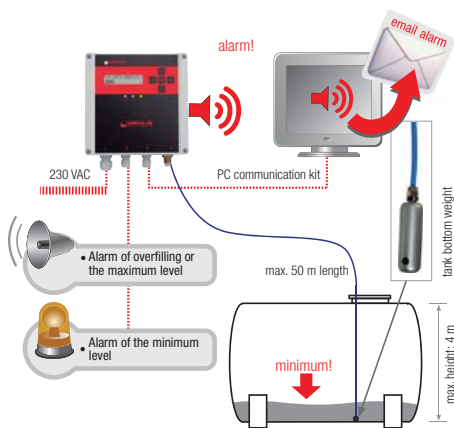 alarm!
email alarm
230 VAC
PC communication kit
tank bottom weight
• Alarm of overfilling or
the maximum level
max. 50 m length
• Alarm of the minimum
level
minimum!
max. height: 4 m